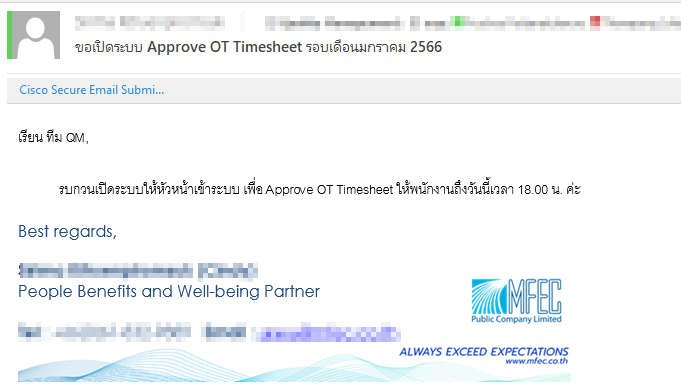 ขอเปิดระบบ Approve OT Timesheet รอบเดือนมกราคม 2566
Cisco Secure Email Submi...
เรียน ทีม QM,
รบกวนเปิดระบบให้หัวหน้าเข้าระบบ เพื่อ Approve OT Timesheet ให้พนักงานถึงวันนี้เวลา 18.00 น. ค่ะ
Best regards,
People Benefits and Well-being Partner
MFEC
Public Company Limited
ALWAYS EXCEED EXPECTATIONS
www.mfec.co.th